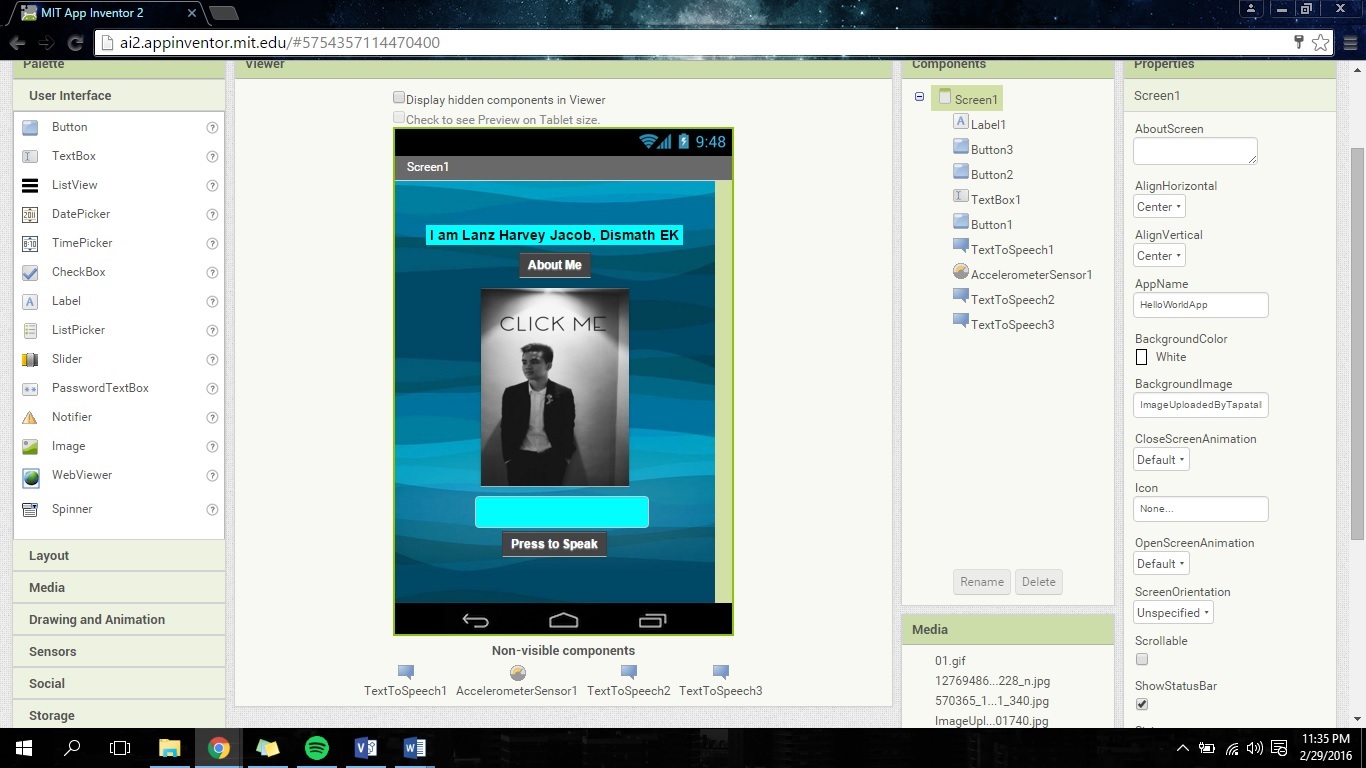 MIT App Inventor 2
ai2.appinventor.mit.edu/#5754357114470400
Palette
User Interface
Button
TextBox
ListView
DatePicker
TimePicker
CheckBox
Label
ListPicker
Slider
PasswordTextBox
Notifier
Image
WebViewer
Spinner
Layout
Media
Drawing and Animation
Sensors
Social
Storage
Viewer
Display hidden components in Viewer
Check to see Preview on Tablet size.
9:48
Screen1
I am Lanz Harvey Jacob, Dismath EK
About Me
CLICK ME
Press to Speak
Non-visible components
TextToSpeech1 AccelerometerSensor1 TextToSpeech2 TextToSpeech3
Components
Screen1
Label1
Button3
Button2
TextBox1
Button1
TextToSpeech1
AccelerometerSensor1
TextToSpeech2
TextToSpeech3
Rename Delete
Media
01.gif
12769486...228_n.jpg
570365_1...1_340.jpg
ImageUpl...01740.jpg
Properties
Screen1
AboutScreen
AlignHorizontal
Center
AlignVertical
Center
AppName
HelloWorldApp
BackgroundColor
White
BackgroundImage
ImageUploadedByTapatal
CloseScreenAnimation
Default
Icon
None...
OpenScreenAnimation
Default
ScreenOrientation
Unspecified
Scrollable
ShowStatusBar
11:35 PM
2/29/2016